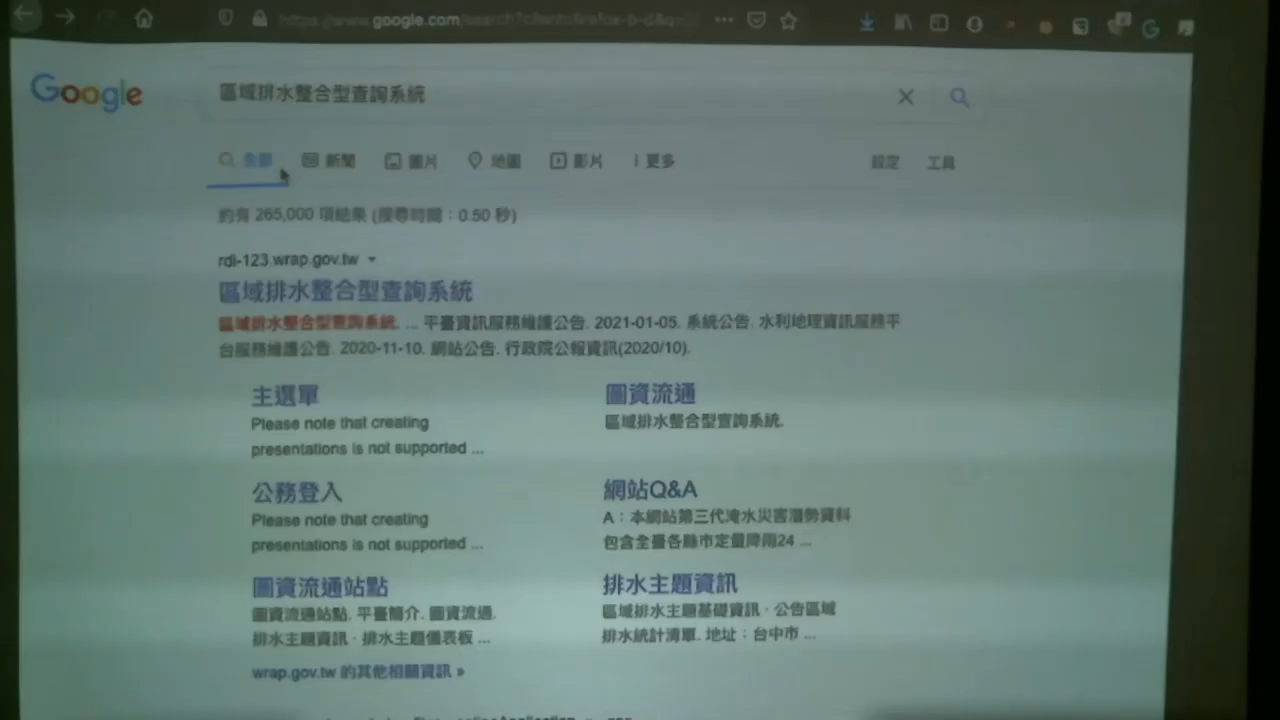 https://www.google.com/search?client=firefox-b-d&q=
Google
區域排水整合型查詢系統
全部 新聞 圖片 地圖 影片 更多 設定 工具
約有 265,000 項結果 (搜尋時間：0.50 秒)
rdi-123.wrap.gov.tw
區域排水整合型查詢系統
區域排水整合型查詢系統. ... 平臺資訊服務維護公告. 2021-01-05. 系統公告. 水利地理資訊服務平
台服務維護公告. 2020-11-10. 網站公告. 行政院公報資訊(2020/10).
主選單
Please note that creating
presentations is not supported ...
圖資流通
區域排水整合型查詢系統.
公務登入
Please note that creating
presentations is not supported ...
網站Q&A
A：本網站第三代淹水災害潛勢資料
包含全臺各縣市定量降雨24 ...
圖資流通站點
圖資流通站點. 平臺簡介. 圖資流通.
排水主題資訊 · 排水主題儀表板 ...
排水主題資訊
區域排水主題基礎資訊 · 公告區域
排水統計清單. 地址：台中市 ...
wrap.gov.tw 的其他相關資訊 »